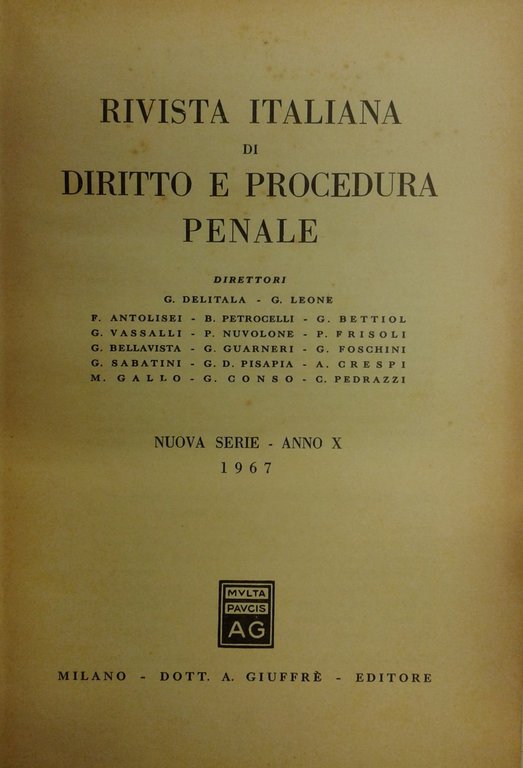 RIVISTA ITALIANA
DI
DIRITTO E PROCEDURA
PENALE
DIRETTORI
G. DELITALA - G. LEONE
F. ANTOLISEI - B. PETROCELLI - G. BETTIOL
G. VASSALLI - P. NUVOLONE - P. FRISOLI
G. BELLAVISTA - G. GUARNERI - G. FOSCHINI
G. SABATINI - G. D. PISAPIA - A. CRESPI
M. GALLO - G. CONSO - C. PEDRAZZI
NUOVA SERIE - ANNO X
1967
MVLTA
PAVCIS
AG
MILANO - DOTT. A. GIUFFRÈ - EDITORE